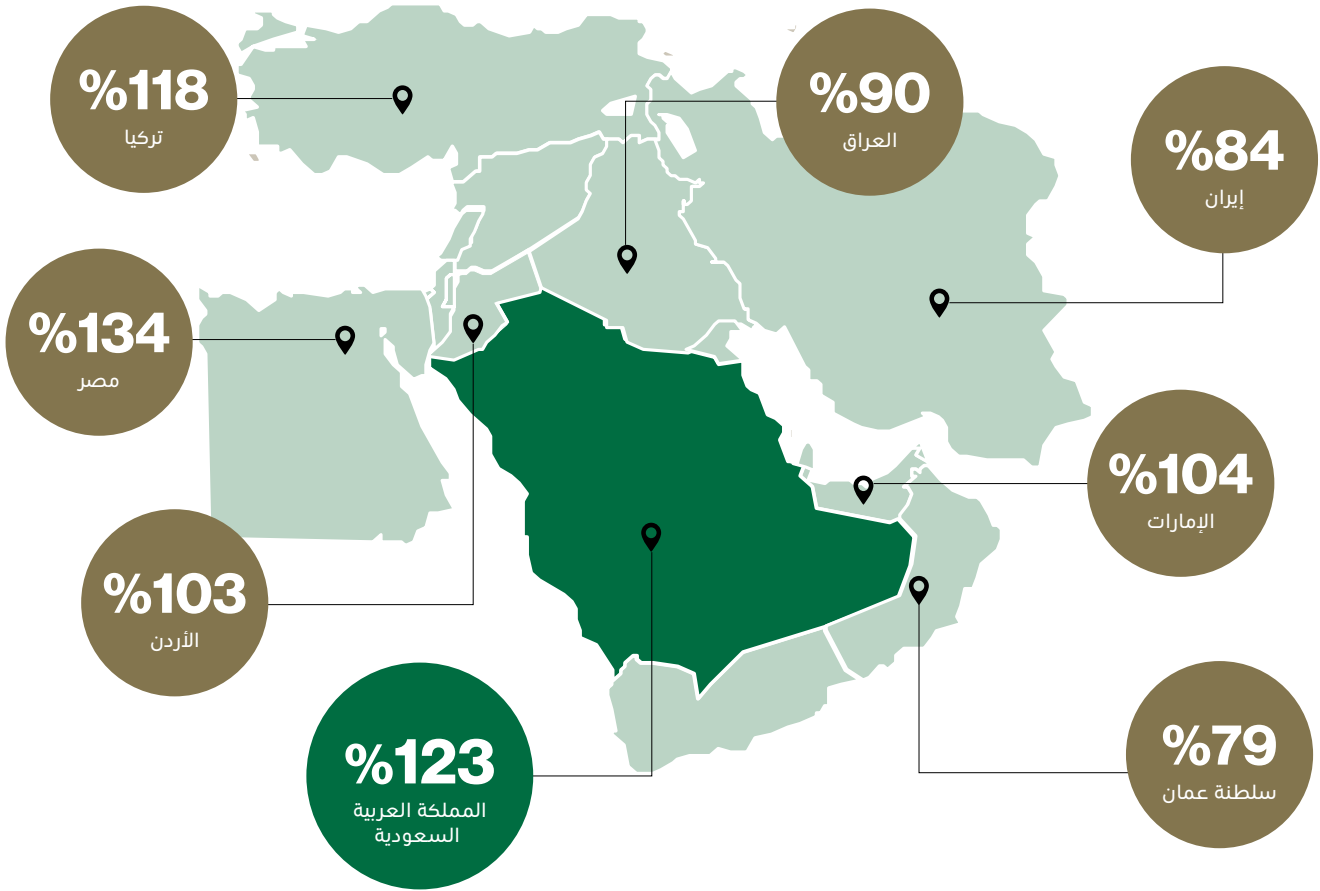 %118
تركيا
%90
العراق
%84
إيران
%134
مصر
%104
الإمارات
%103
الأردن
%123
المملكة العربية
السعودية
%79
سلطنة عمان